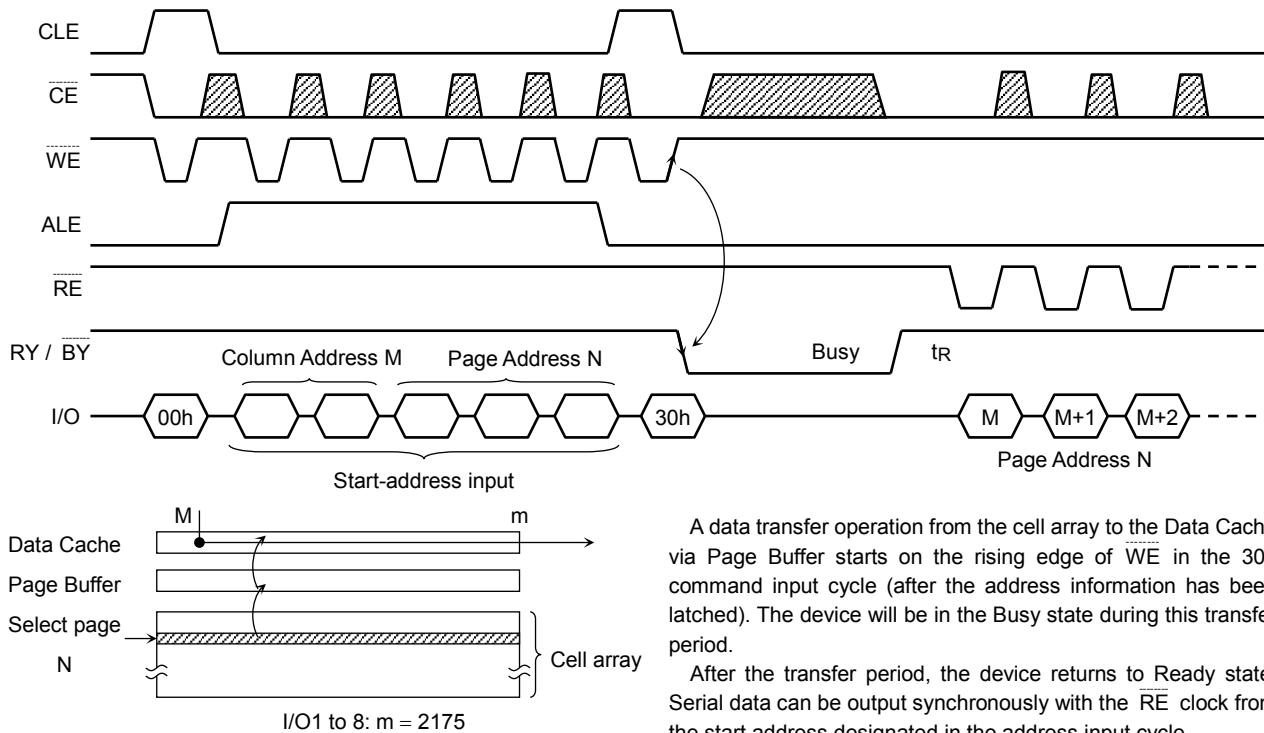 CLE
CE
WE
ALE
RE
RY / BY
Busy
tR
Column Address M
Page Address N
I/O
00h
30h
M
M+1
M+2
Start-address input
Page Address N
M
m
Data Cache
Page Buffer
Select page
N
Cell array
I/O1 to 8: m = 2175
A data transfer operation from the cell array to the Data Cach
via Page Buffer starts on the rising edge of WE in the 30
command input cycle (after the address information has bee
latched). The device will be in the Busy state during this transfe
period.
After the transfer period, the device returns to Ready state
Serial data can be output synchronously with the RE clock fro
the start address designated in the address input cycle